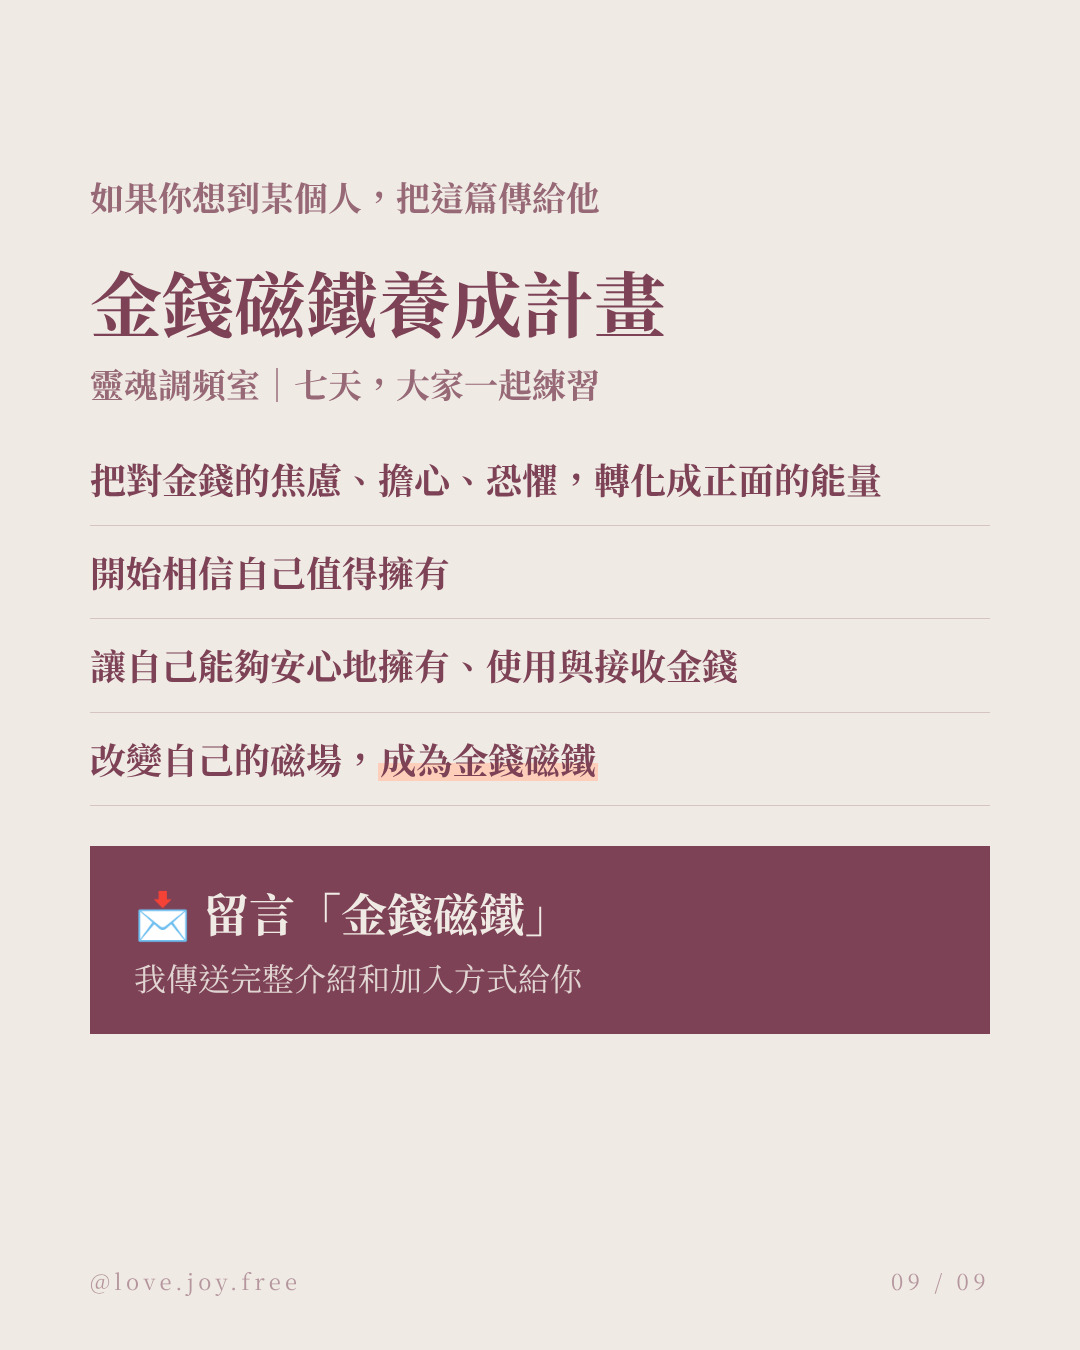 如果你想到某個人，把這篇傳給他
金錢磁鐵養成計畫
靈魂調頻室｜七天，大家一起練習
把對金錢的焦慮、擔心、恐懼，轉化成正面的能量
開始相信自己值得擁有
讓自己能夠安心地擁有、使用與接收金錢
改變自己的磁場，成為金錢磁鐵
📩 留言「金錢磁鐵」
我傳送完整介紹和加入方式給你
@love.joy.free
09 / 09